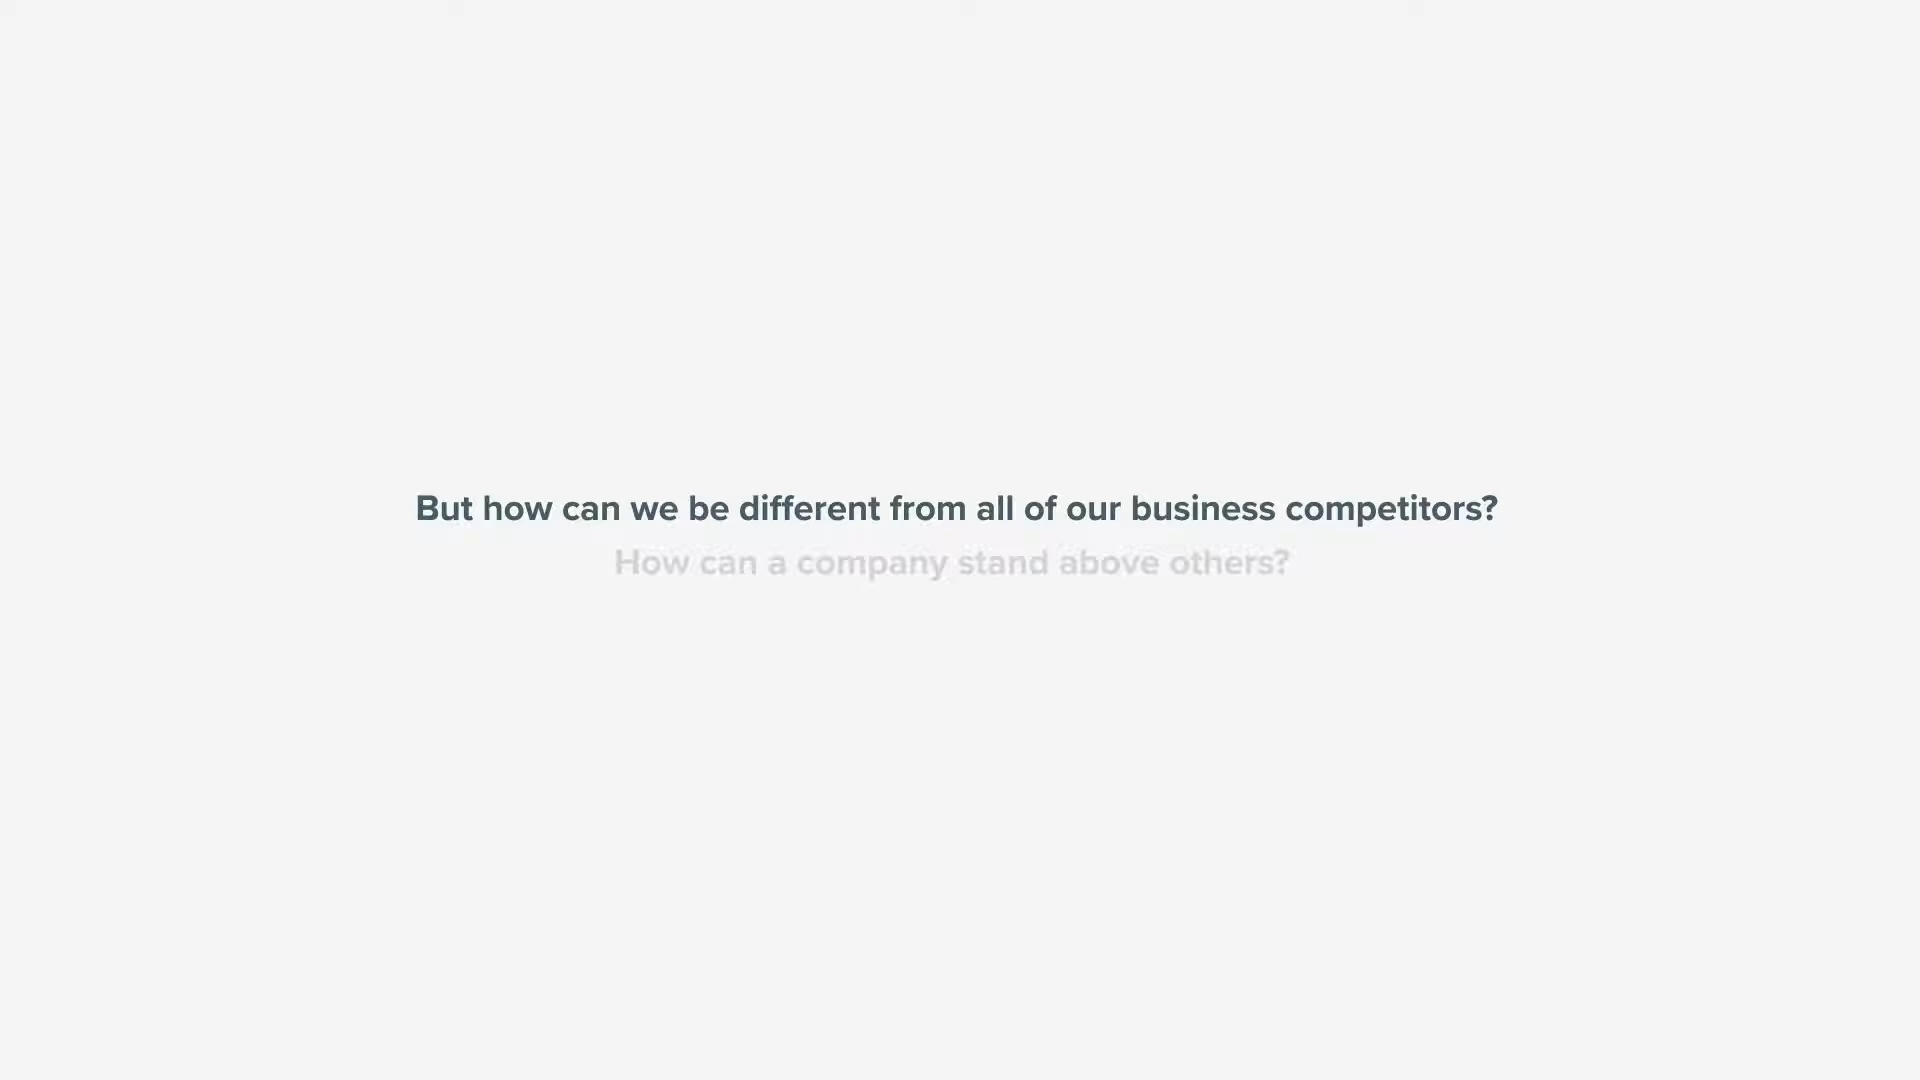 But how can we be different from all of our business competitors?
How can a company stand above others?